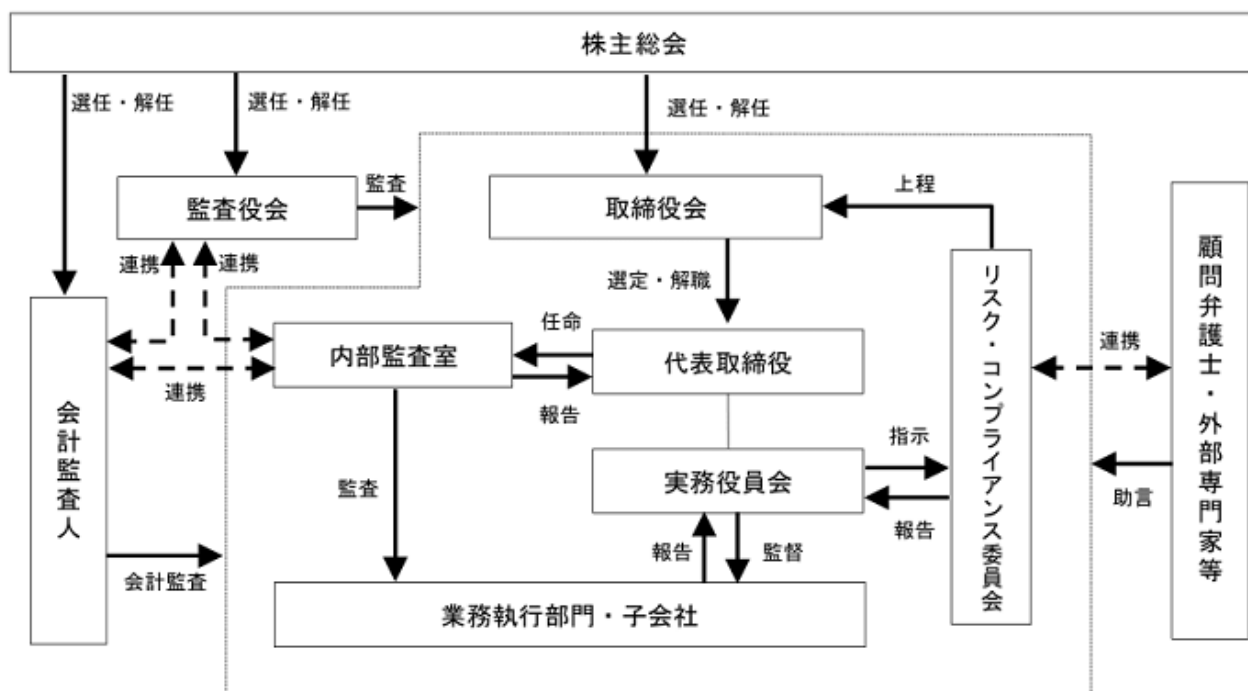 株主総会
選任・解任
選任・解任
選任・解任
監査役会
監査
取締役会
上程
連携
連携
選定・解職
内部監査室
任命
報告
代表取締役
連携
会計監査人
監査
実務役員会
指示
報告
リスク・コンプライアンス委員会
連携
助言
顧問弁護士・外部専門家等
報告
監督
会計監査
業務執行部門・子会社